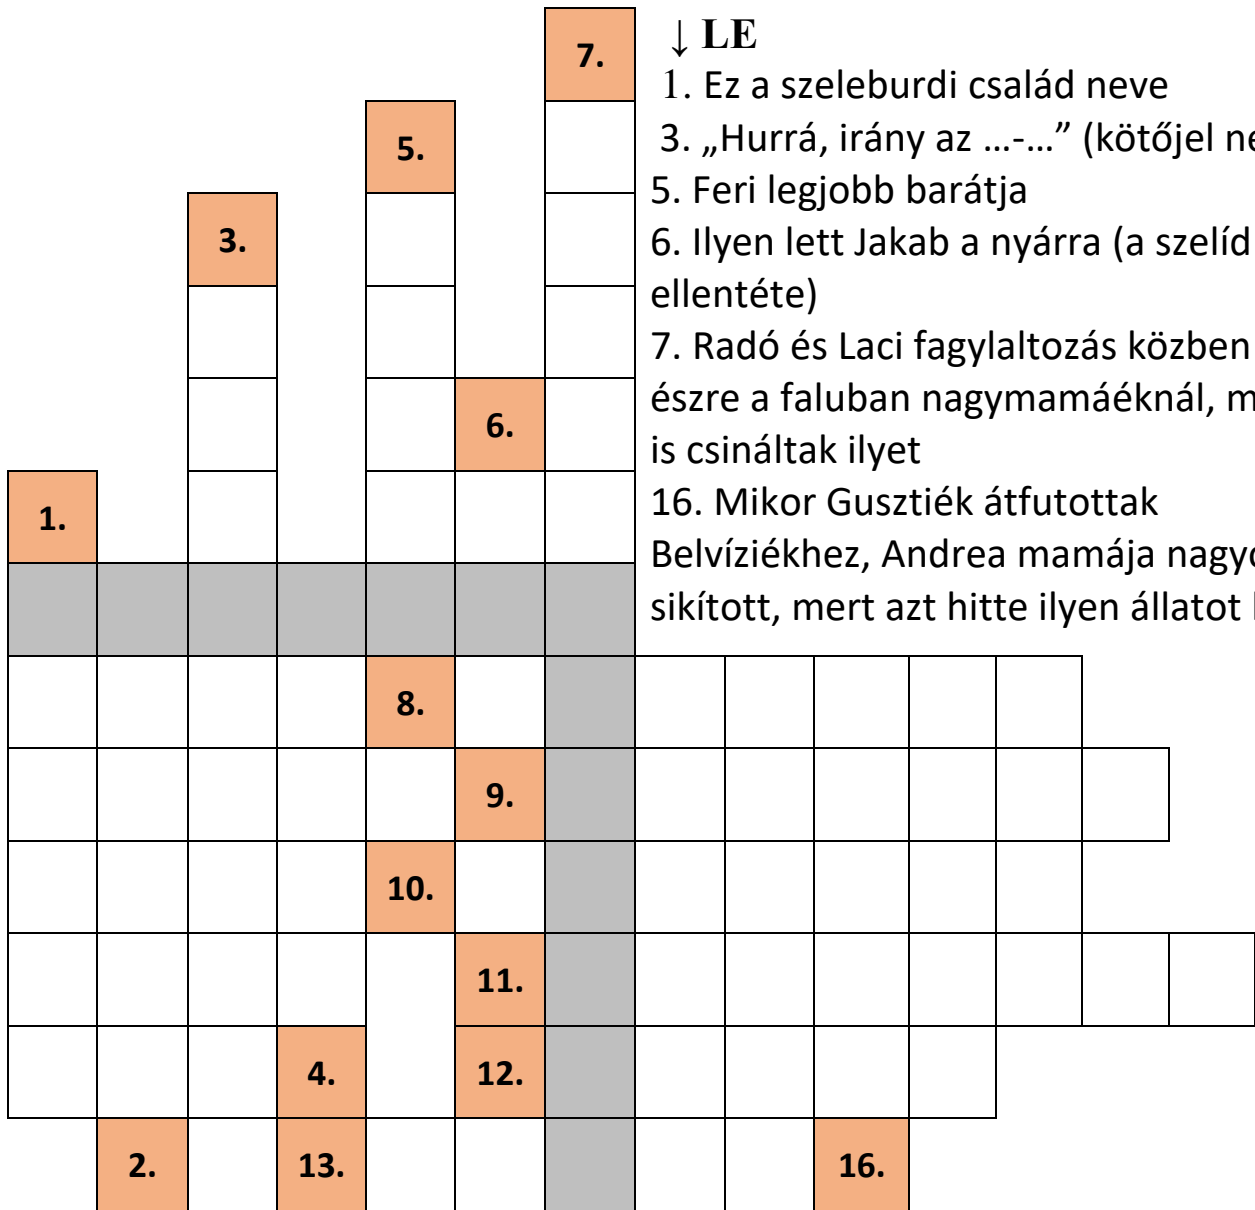 7.
↓ LE
1. Ez a szeleburdi család neve
5.
3. „Hurrá, irány az …-…” (kötőjel
5. Feri legjobb barátja
3.
6. Ilyen lett Jakab a nyárra (a szelíd
ellentéte)
7. Radó és Laci fagylaltozás közben
6.
észre a faluban nagymamáéknál,
is csináltak ilyet
1.
16. Mikor Gusztiék átfutottak
Belvíziékhez, Andrea mamája
sikított, mert azt hitte ilyen állatot
8.
9.
10.
11.
4.
12.
2.
13.
16.